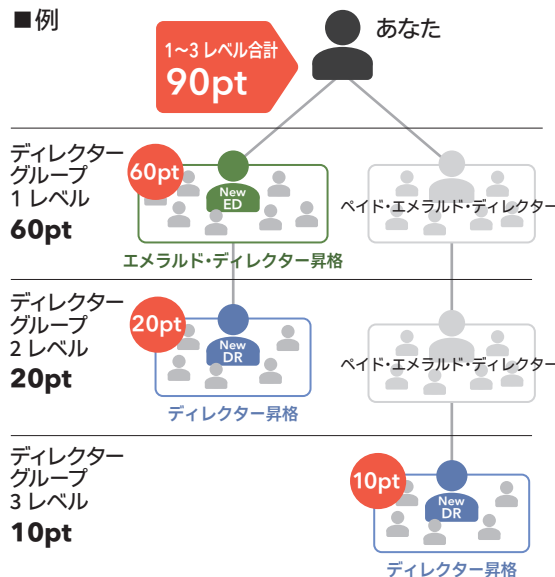 ■例
あなた
1～3 レベル合計
90pt
ディレクター
グループ
1 レベル
60pt
60pt
New
ED
エメラルド・ディレクター昇格
ペイド・エメラルド・ディレクター
ディレクター
グループ
2 レベル
20pt
20pt
New
DR
ディレクター昇格
ペイド・エメラルド・ディレクター
ディレクター
グループ
3 レベル
10pt
10pt
New
DR
ディレクター昇格